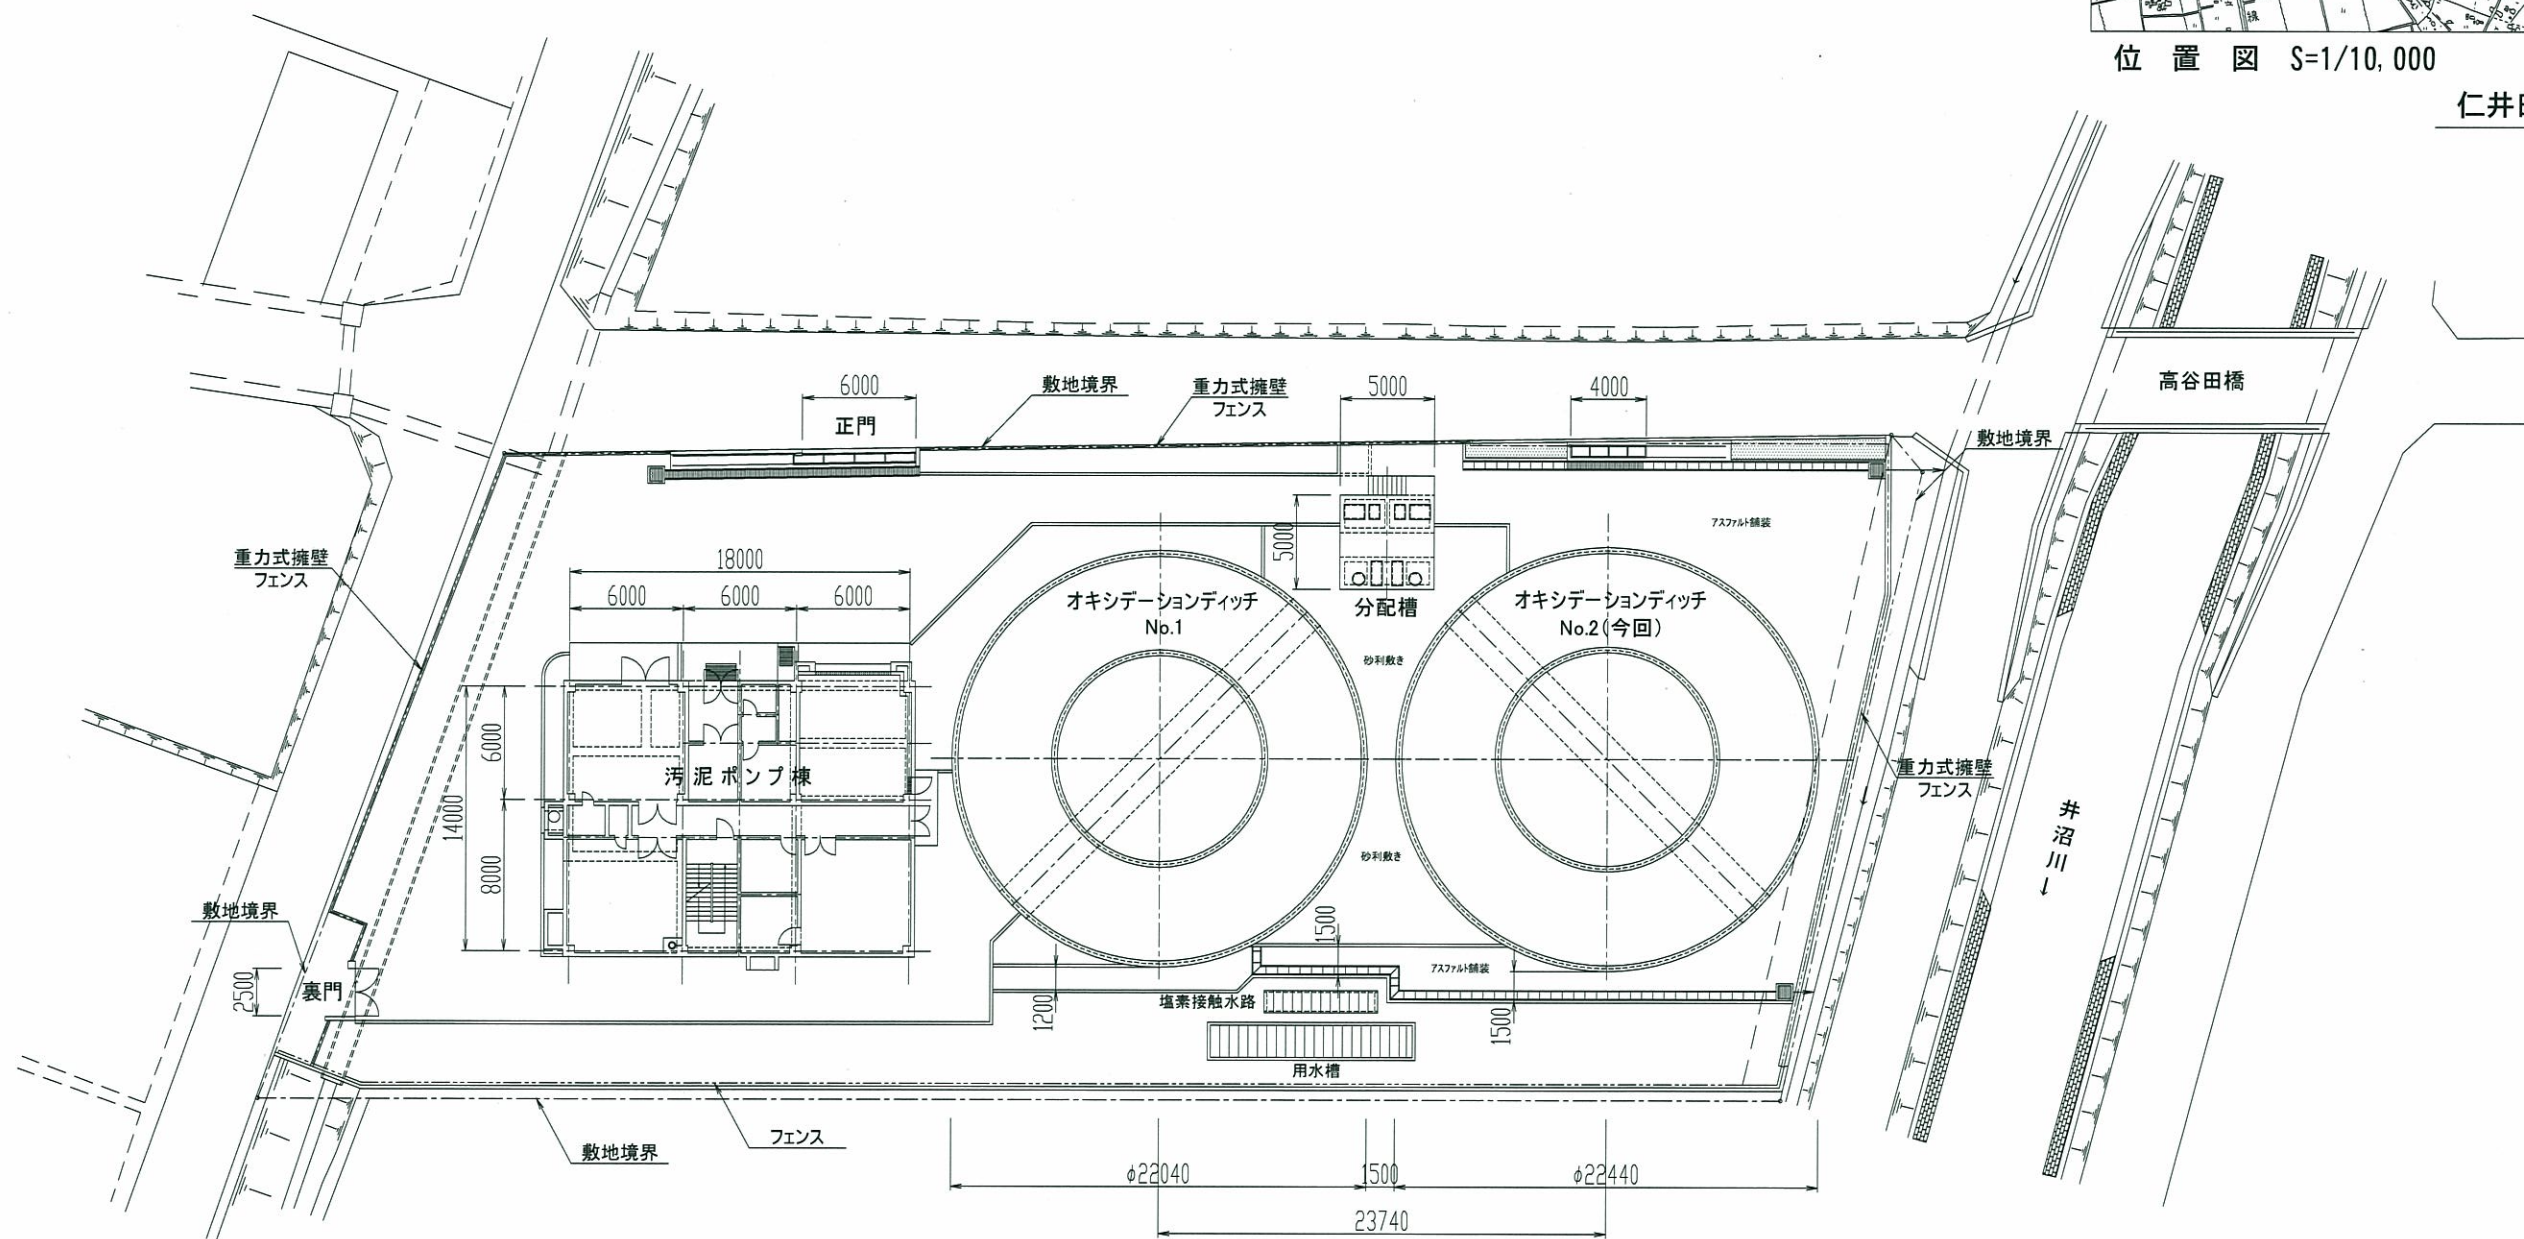 位置図 S=1/10,000
仁井
高谷田橋
6000
敷地境界
重力式擁壁
フェンス
5000
4000
正門
敷地境界
アスファルト舗装
5000
重力式擁壁
フェンス
18000
6000
6000
6000
オキシデーションディッチ
No.1
分配槽
オキシデーションディッチ
No.2(今回)
砂利敷き
6000
汚泥ポンプ棟
14000
重力式擁壁
フェンス
井沼川↓
8000
砂利敷き
敷地境界
1500
アスファルト舗装
2500
裏門
1200
塩素接触水路
1500
用水槽
フェンス
敷地境界
φ22040
1500
φ22440
23740